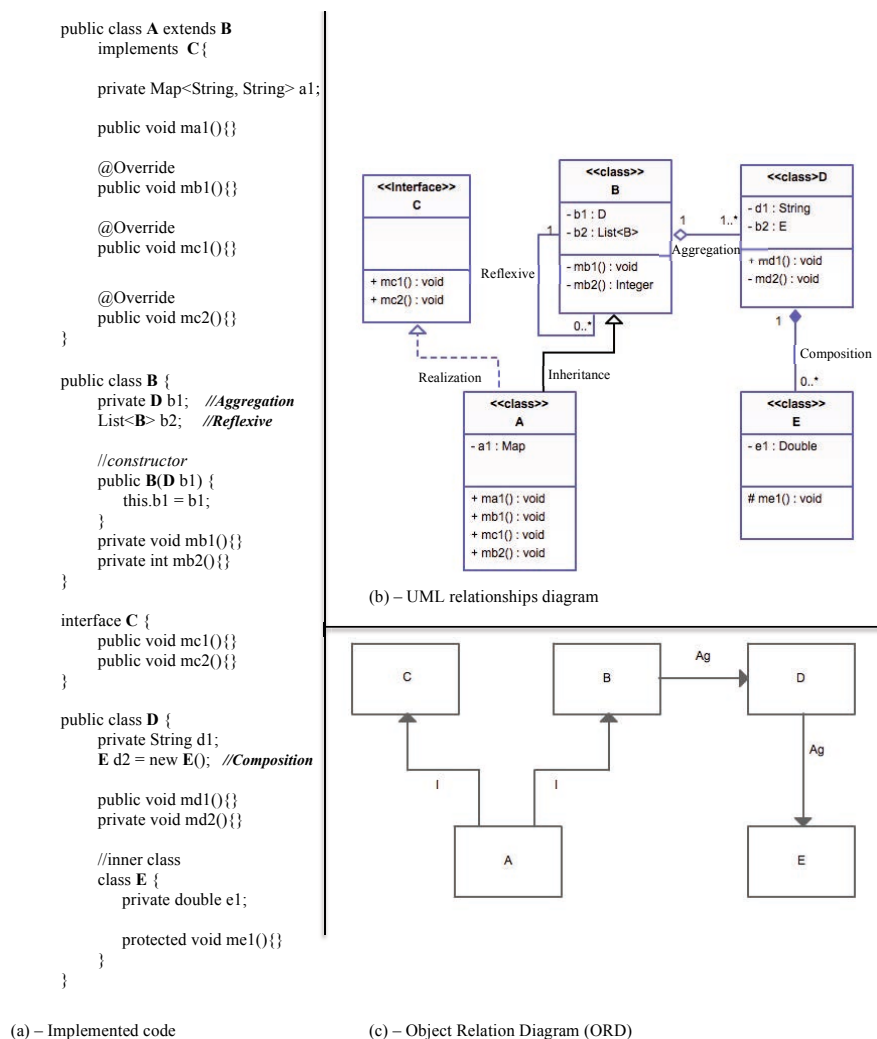 public class A extends B
implements C{
private Map<String, String> a1;
public void ma1(){}
@Override
public void mb1(){}
@Override
public void mc1(){}
@Override
public void mc2(){}
}
public class B {
private D b1; //Aggregation
List<B> b2; //Reflexive
//constructor
public B(D b1) {
this.b1 = b1;
}
private void mb1(){}
private int mb2(){}
}
interface C {
public void mc1(){}
public void mc2(){}
}
public class D {
private String d1;
E d2 = new E(); //Composition
public void md1(){}
private void md2(){}
//inner class
class E {
private double e1;
protected void me1(){}
}
}
(a) – Implemented code
<<Interface>>
C
+ mc1() : void
+ mc2() : void
<<class>>
B
- b1 : D
- b2 : List<B>
- mb1() : void
- mb2() : Integer
1
Reflexive
0..*
1
1..*
Aggregation
<<class>D
- d1 : String
- b2 : E
+ md1() : void
- md2() : void
1
Composition
0..*
Realization
Inheritance
<<class>>
A
- a1 : Map
+ ma1() : void
+ mb1() : void
+ mc1() : void
+ mb2() : void
<<class>>
E
- e1 : Double
# me1() : void
(b) – UML relationships diagram
C
B
Ag
D
I
I
Ag
A
E
(c) – Object Relation Diagram (ORD)